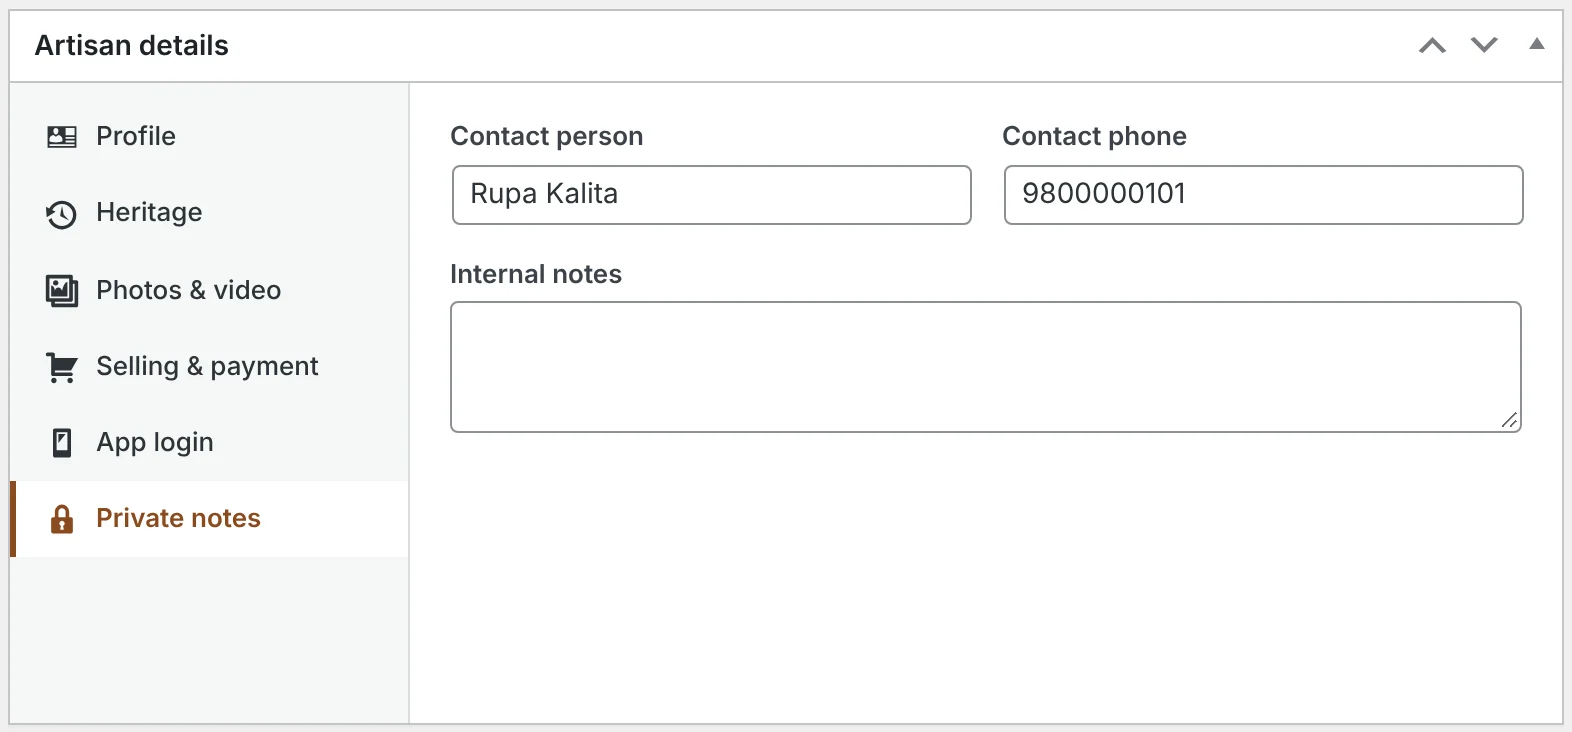 Artisan details
Profile
Heritage
Photos & video
Selling & payment
App login
Private notes
Contact person
Contact phone
Rupa Kalita
9800000101
Internal notes